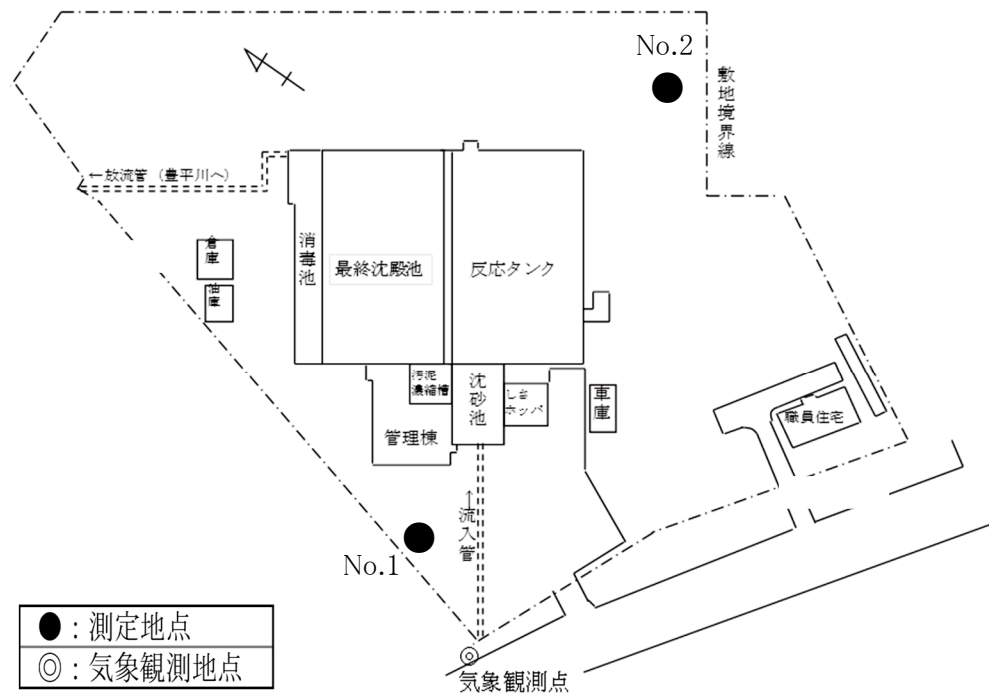 No.2
敷地境界線
←放流管 （豊平川へ）
倉庫
油庫
消毒池
最終沈殿池
反応タンク
汚泥
濃縮槽
沈砂池
しさ
ホッパ
車庫
管理棟
職員住宅
←流入管
No.1
●：測定地点
◎：気象観測地点
気象観測点